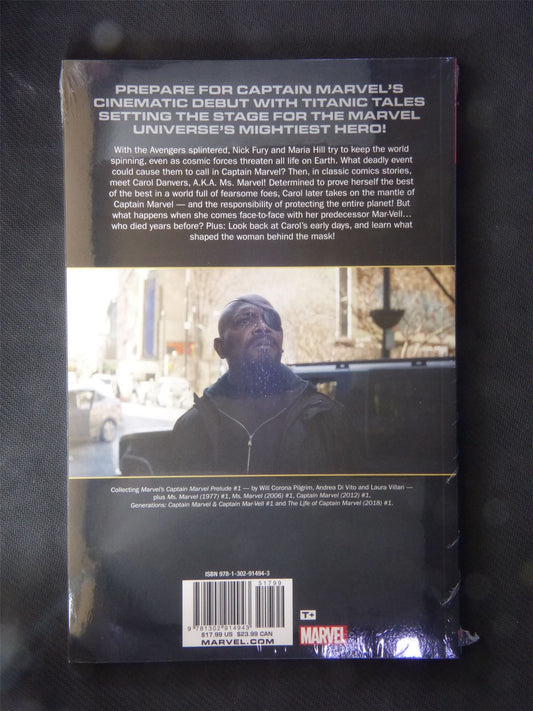 PREPARE FOR CAPTAIN MARVEL'S
CINEMATIC DEBUT WITH TITANIC TALES
SETTING THE STAGE FOR THE MARVEL
UNIVERSE'S MIGHTIEST HERO!
With the Avengers splintered, Nick Fury and Maria Hill try to keep the world
spinning, even as cosmic forces threaten all life on Earth. What deadly event
could cause them to call in Captain Marvel? Then, in classic comics stories,
meet Carol Danvers, A.K.A. Ms. Marvel! Determined to prove herself the best
of the best in a world full of fearsome foes, Carol later takes on the mantle of
Captain Marvel — and the responsibility of protecting the entire planet! But
what happens when she comes face-to-face with her predecessor Mar-Vell...
who died years before? Plus: Look back at Carol's early days, and learn what
shaped the woman behind the mask!
Collecting Marvel's Captain Marvel Prelude #1 — by Will Corona Pilgrim, Andrea Di Vito and Laura Villari —
plus Ms. Marvel (1977) #1, Ms. Marvel (2006) #1, Captain Marvel (2012) #1,
Generations: Captain Marvel & Captain Mar-Vell #1 and The Life of Captain Marvel (2018) #1.
ISBN 978-1-302-91494-3
51799
9 781302 914943
$17.99 US $23.99 CAN
MARVEL.COM
T+
MARVEL